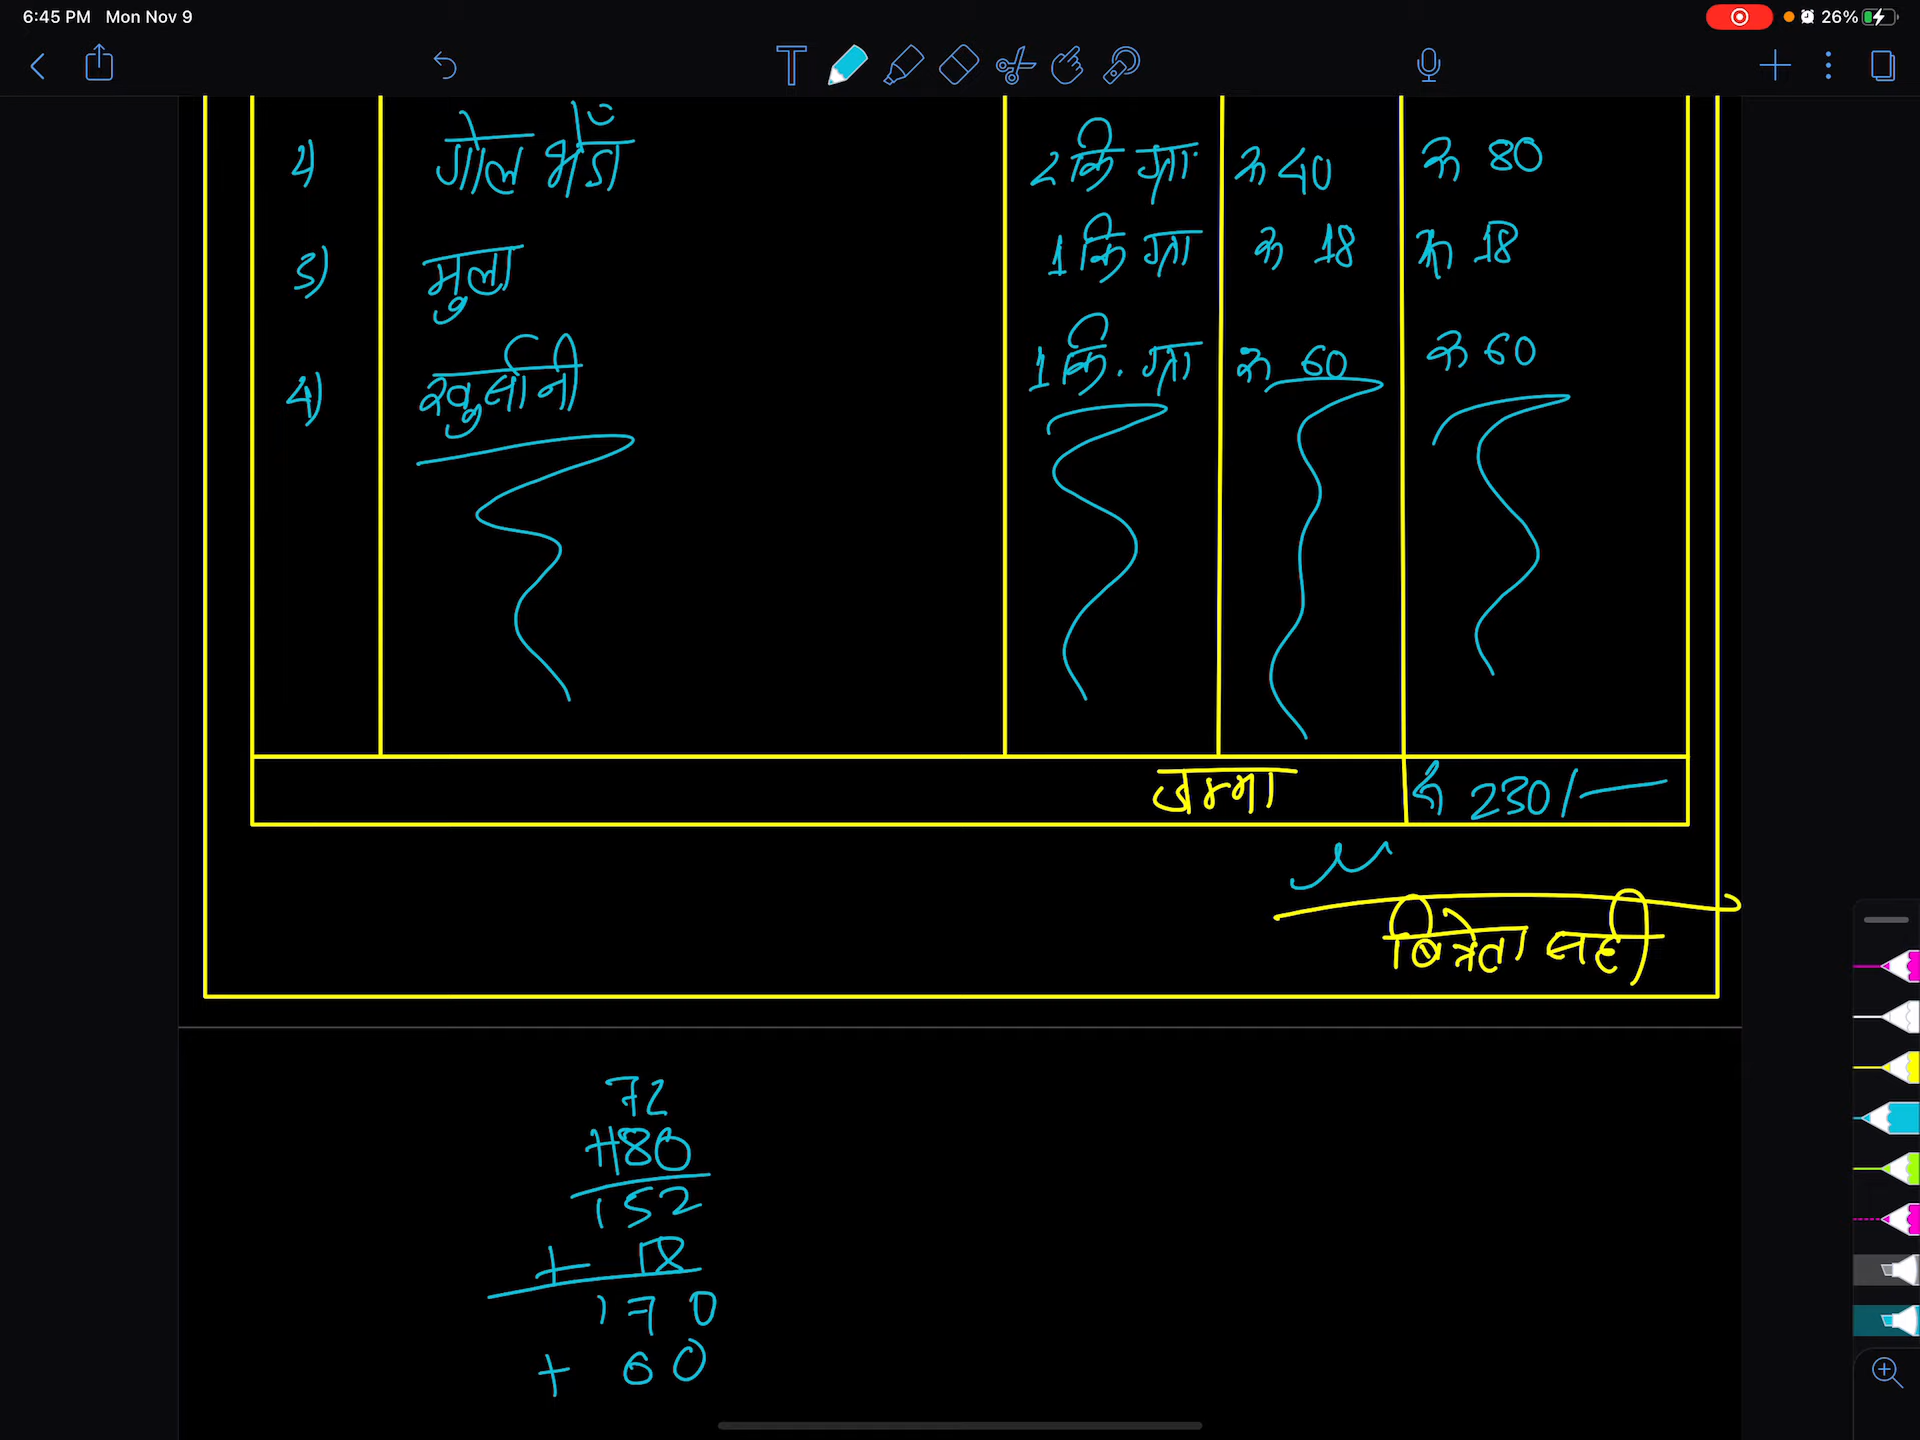 6:45 PM Mon Nov 9
26%
२) गोल भेंडा 2 कि ग्रा. रू 40 रू 80
3) मुला 1 कि ग्रा रू 18 रू 18
4) खुर्सानी 1 कि. ग्रा रू 60 रू 60
जम्मा रू 230/—
बिक्रेता सही
72
+80
152
+ 18
170
+ 60